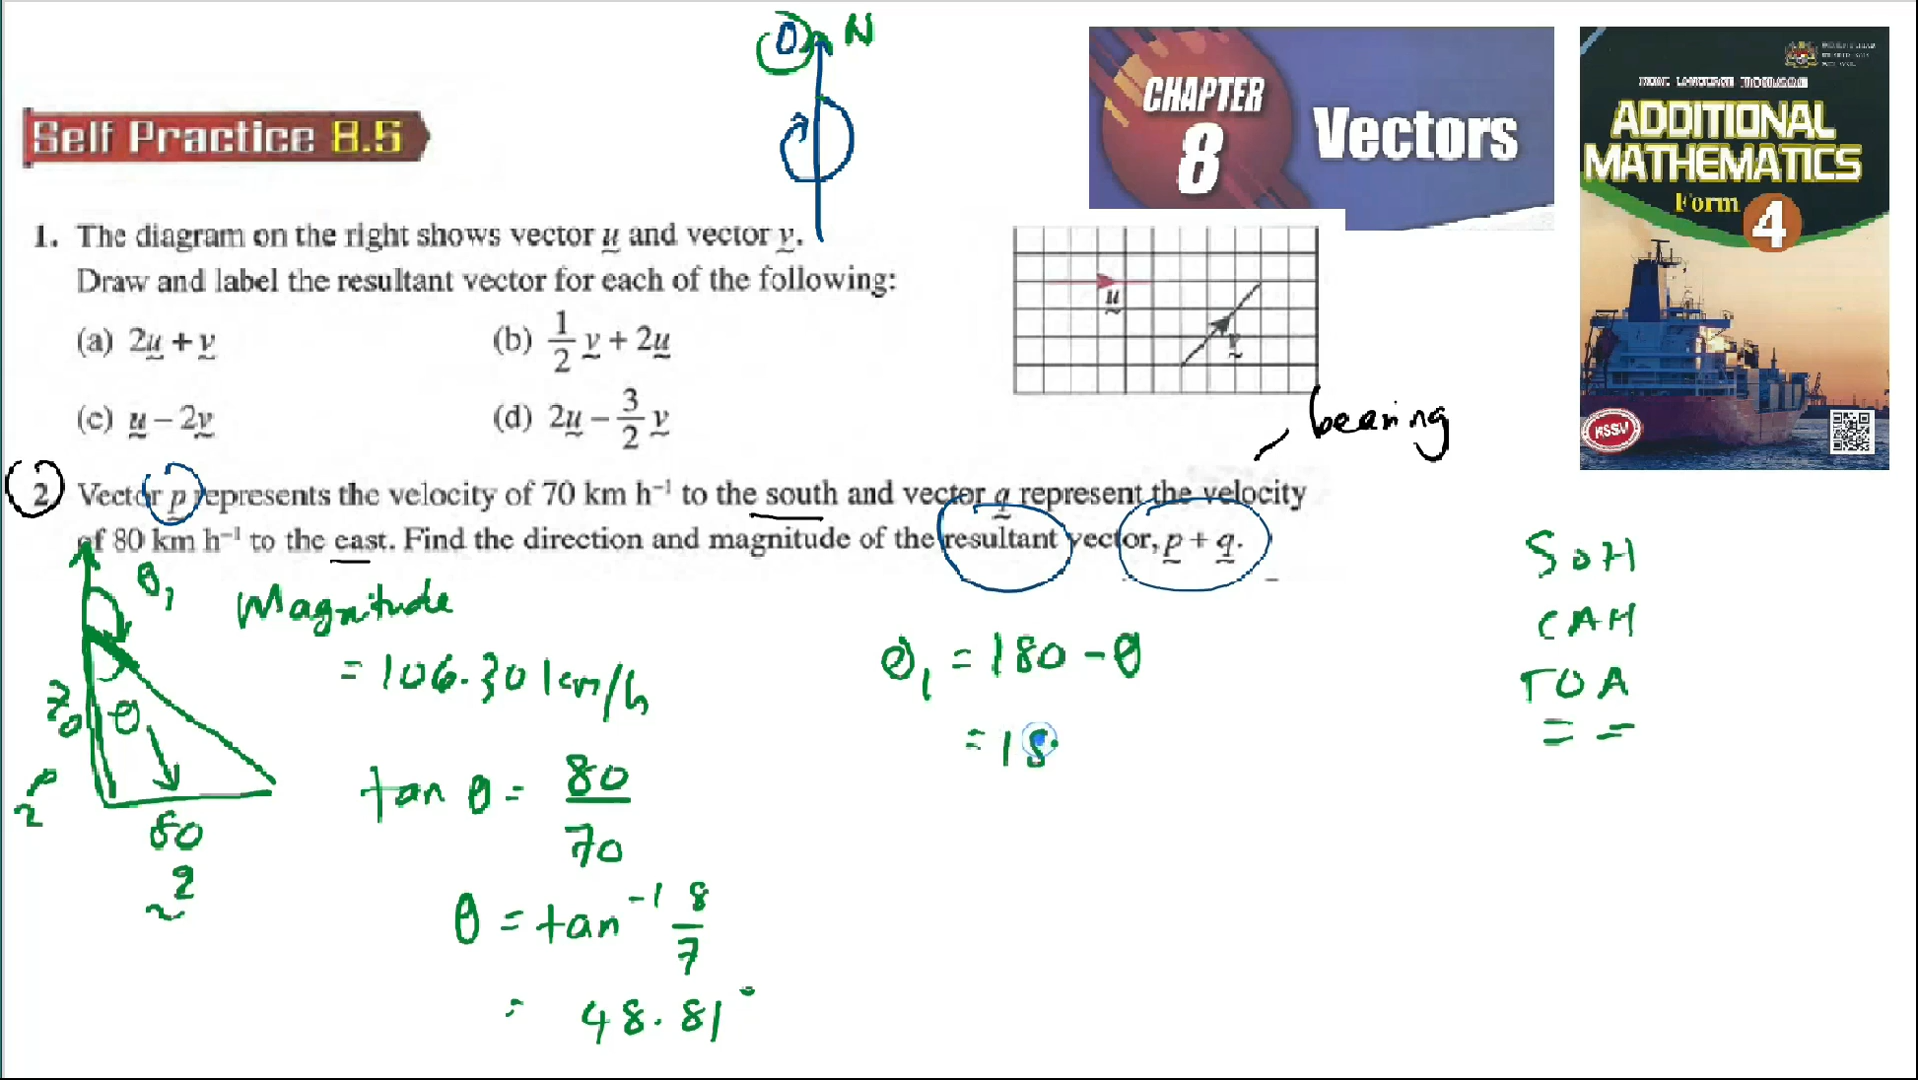 0 N
Self Practice 8.5
CHAPTER
8
Vectors
ADDITIONAL
MATHEMATICS
Form 4
KSSM
1. The diagram on the right shows vector u and vector v.
Draw and label the resultant vector for each of the following:
(a) 2u + v
(b) 1/2 v + 2u
(c) u – 2v
(d) 2u – 3/2 v
u
v
bearing
2 Vector p represents the velocity of 70 km h⁻¹ to the south and vector q represent the velocity
of 80 km h⁻¹ to the east. Find the direction and magnitude of the resultant vector, p + q.
θ₁
70
θ
80
Magnitude
= 106.30 km/h
tan θ = 80/70
θ = tan⁻¹ 8/7
= 48.81°
θ₁ = 180 - θ
= 18
SOH
CAH
TOA